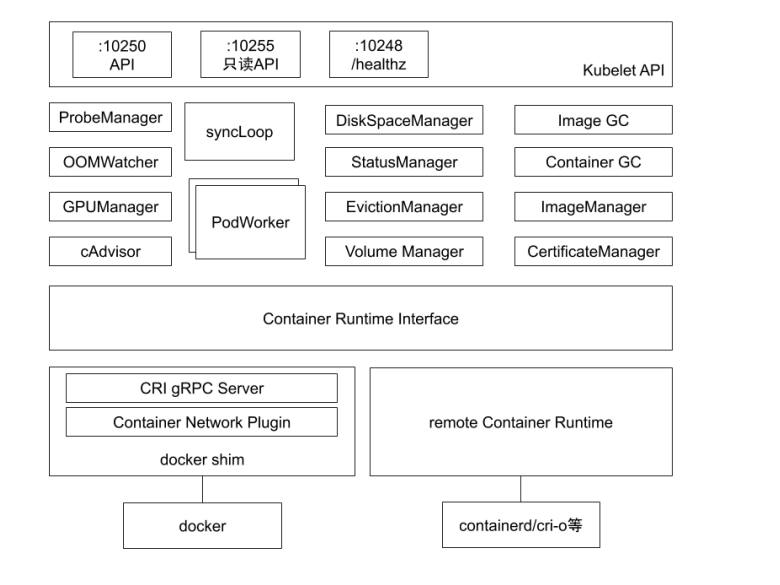 :10250
API
:10255
只读API
:10248
/healthz
Kubelet API
ProbeManager
syncLoop
DiskSpaceManager
Image GC
OOMWatcher
StatusManager
Container GC
GPUManager
PodWorker
EvictionManager
ImageManager
cAdvisor
Volume Manager
CertificateManager
Container Runtime Interface
CRI gRPC Server
Container Network Plugin
docker shim
remote Container Runtime
docker
containerd/cri-o等